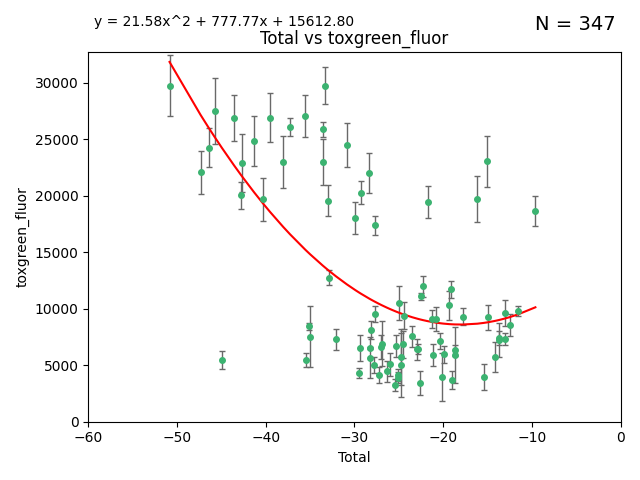 y = 21.58x^2 + 777.77x + 15612.80
N = 347
Total vs toxgreen_fluor
30000
25000
20000
15000
10000
5000
0
toxgreen_fluor
−60
−50
−40
−30
−20
−10
0
Total